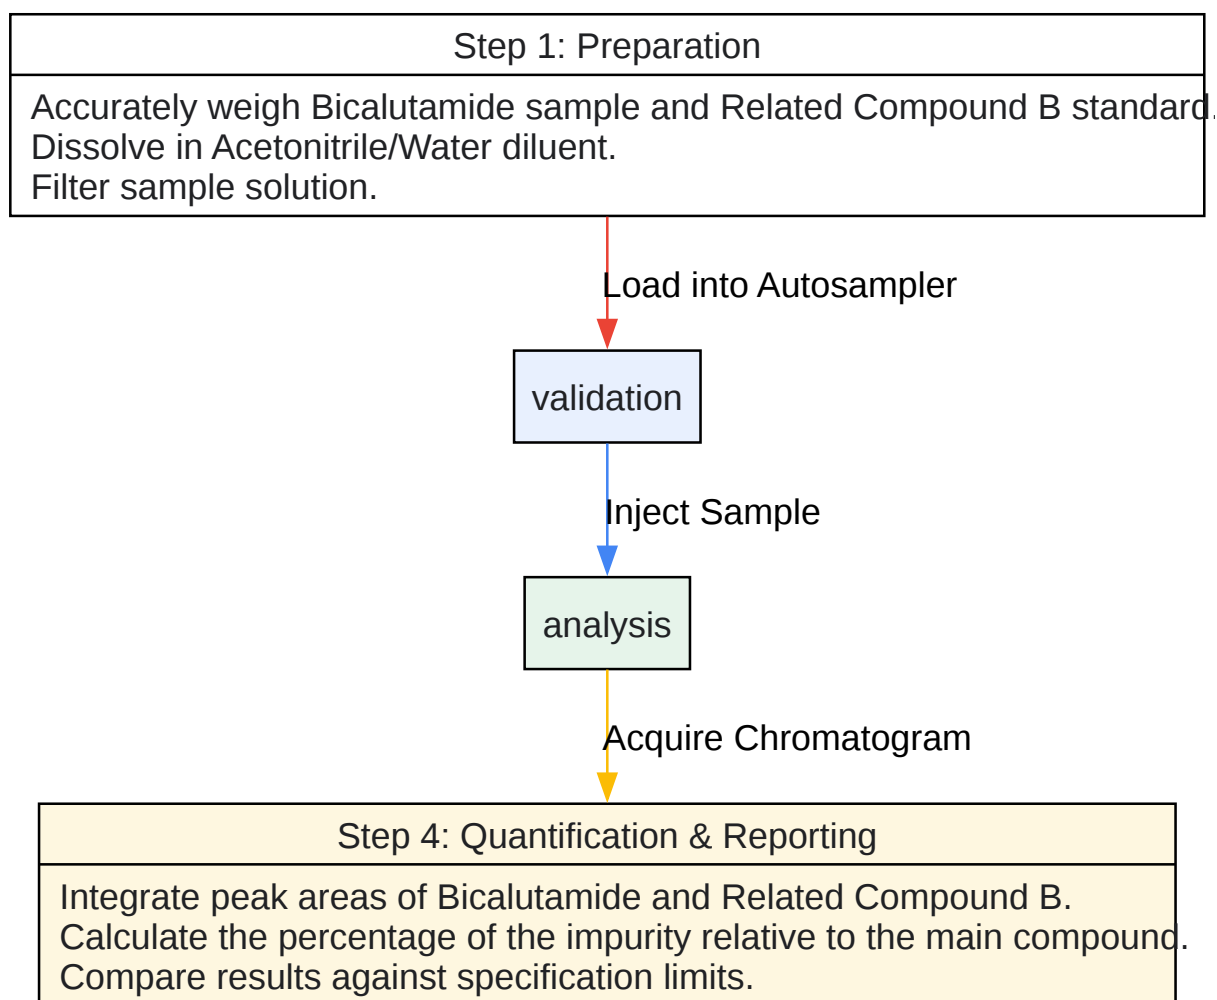 Step 1: Preparation
Accurately weigh Bicalutamide sample and Related Compound B standard.
Dissolve in Acetonitrile/Water diluent.
Filter sample solution.
Load into Autosampler
validation
Inject Sample
analysis
Acquire Chromatogram
Step 4: Quantification & Reporting
Integrate peak areas of Bicalutamide and Related Compound B.
Calculate the percentage of the impurity relative to the main compound.
Compare results against specification limits.